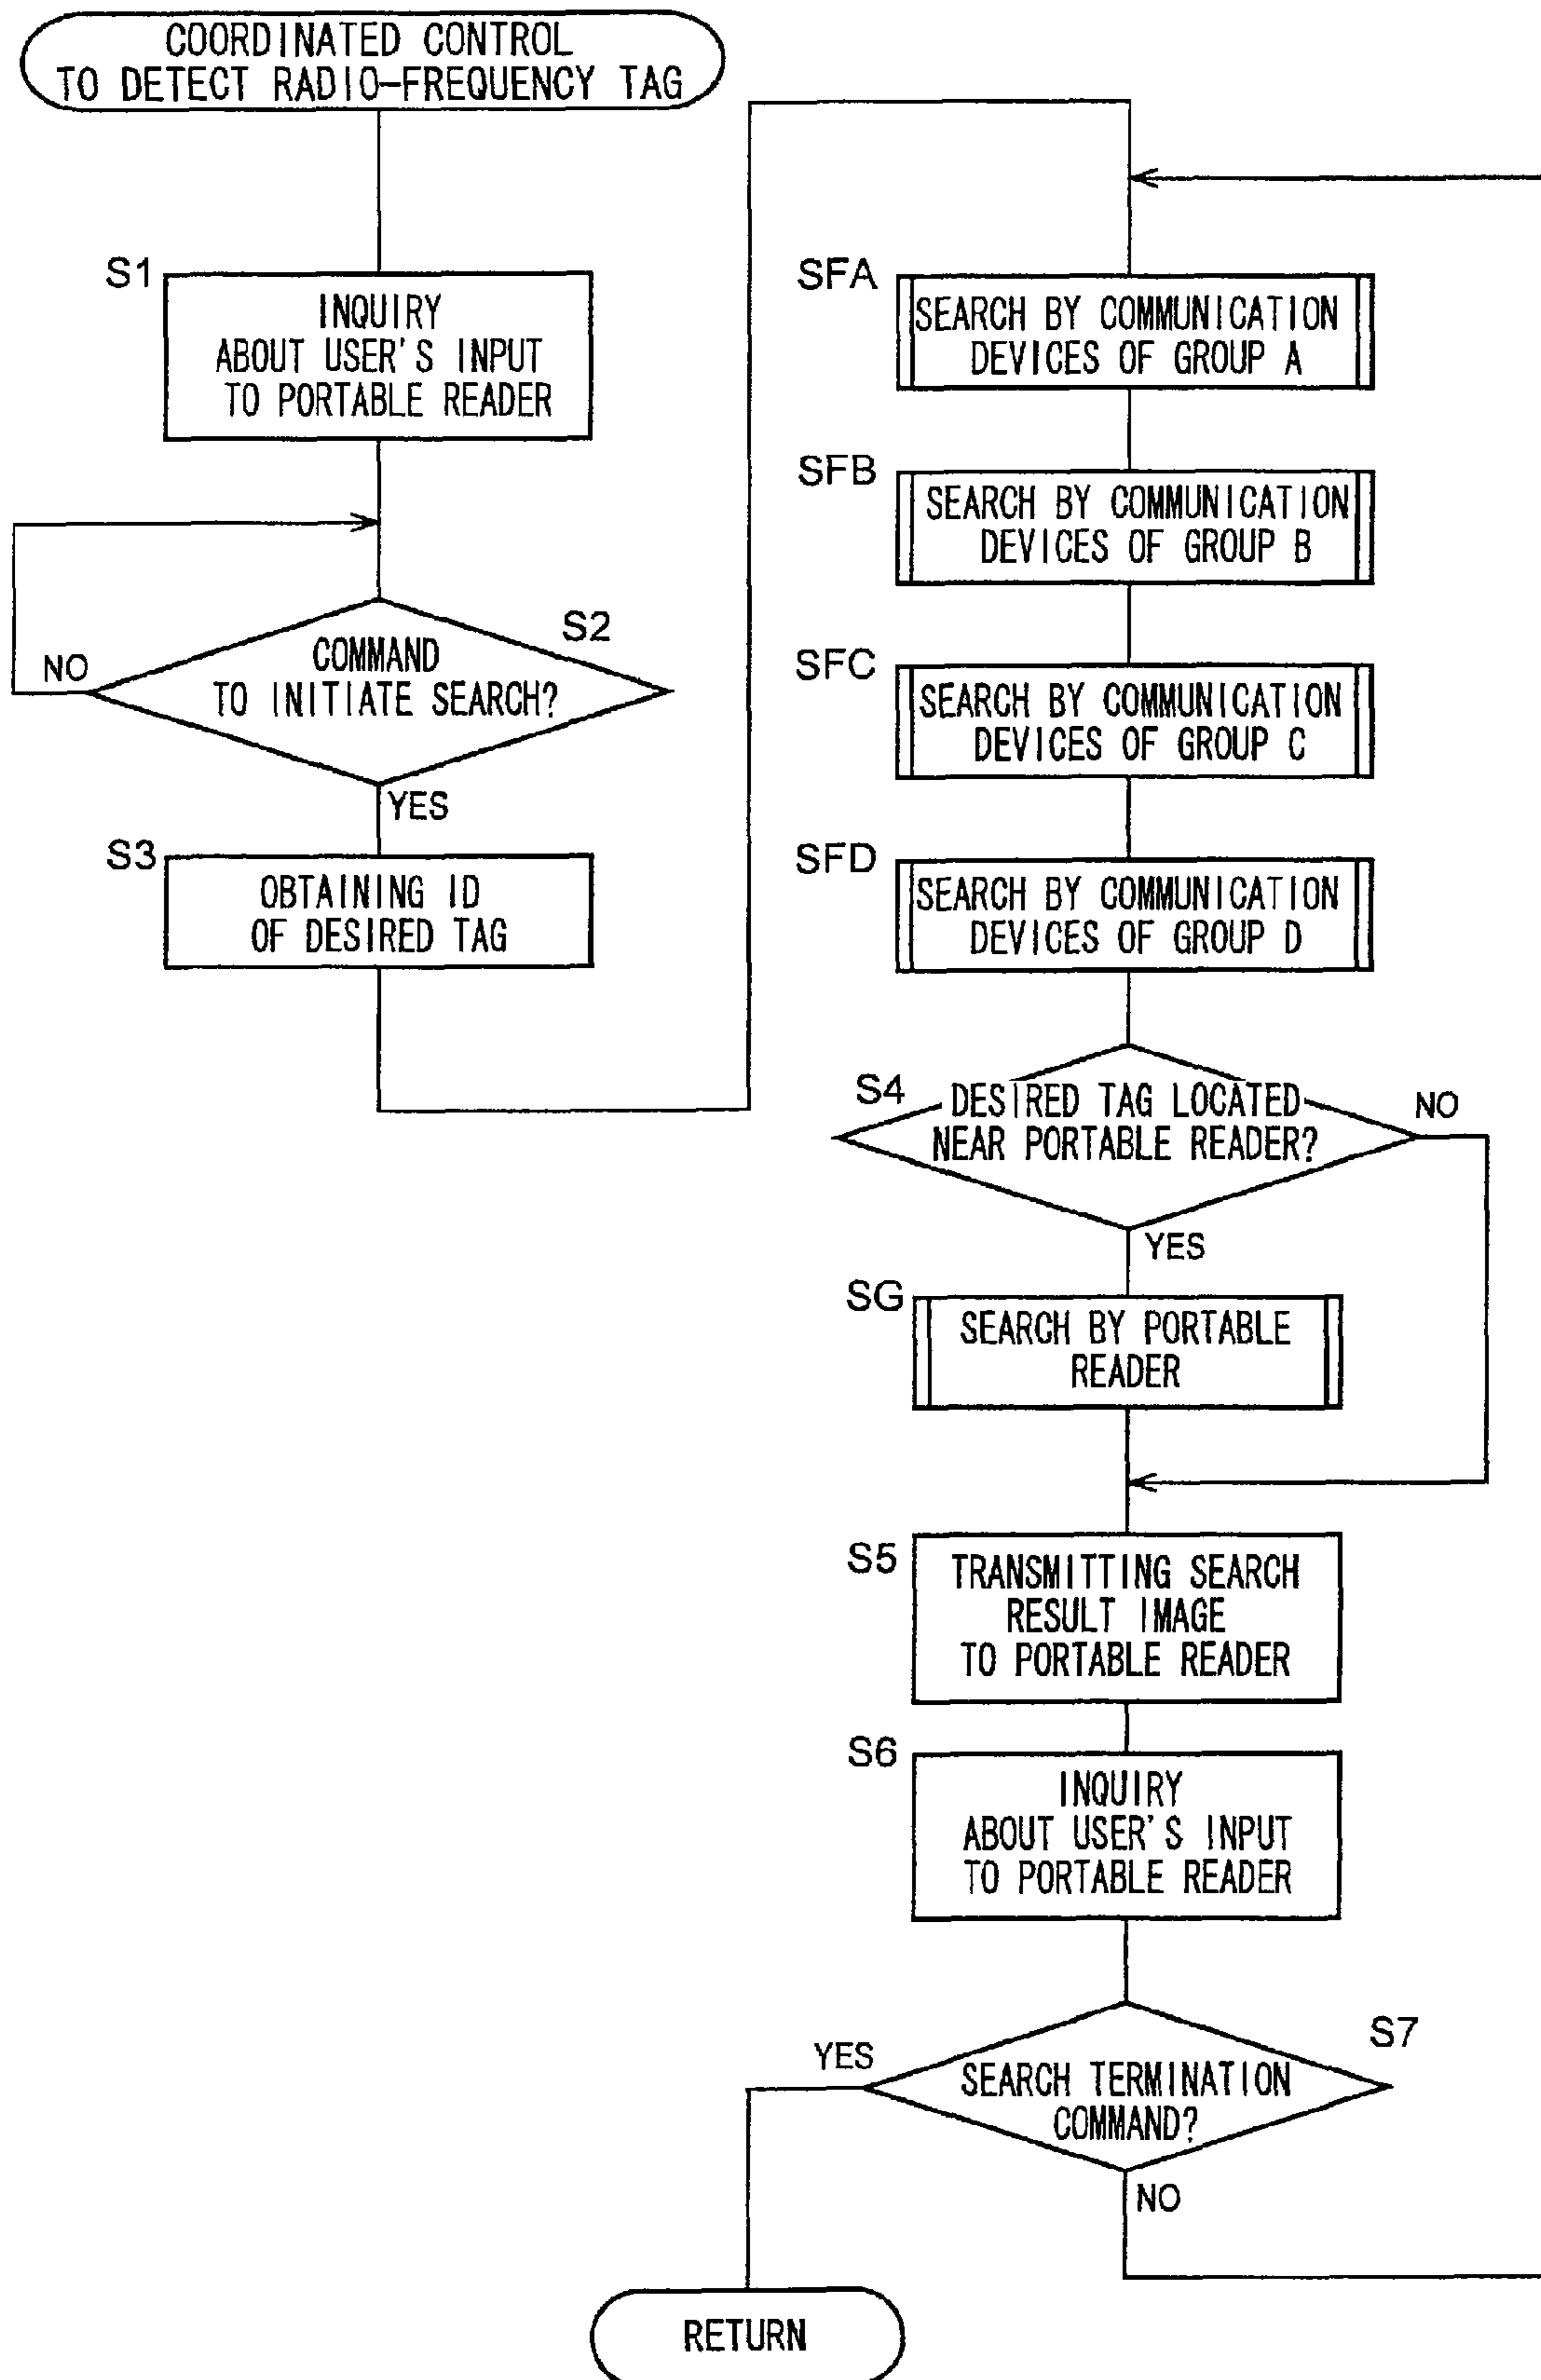 COORDINATED CONTROL
TO DETECT RADIO-FREQUENCY TAG
S1
INQUIRY
ABOUT USER'S INPUT
TO PORTABLE READER
S2
COMMAND
TO INITIATE SEARCH?
NO
YES
S3
OBTAINING ID
OF DESIRED TAG
SFA
SEARCH BY COMMUNICATION
DEVICES OF GROUP A
SFB
SEARCH BY COMMUNICATION
DEVICES OF GROUP B
SFC
SEARCH BY COMMUNICATION
DEVICES OF GROUP C
SFD
SEARCH BY COMMUNICATION
DEVICES OF GROUP D
S4
DESIRED TAG LOCATED
NEAR PORTABLE READER?
NO
YES
SG
SEARCH BY PORTABLE
READER
S5
TRANSMITTING SEARCH
RESULT IMAGE
TO PORTABLE READER
S6
INQUIRY
ABOUT USER'S INPUT
TO PORTABLE READER
S7
YES
SEARCH TERMINATION
COMMAND?
NO
RETURN